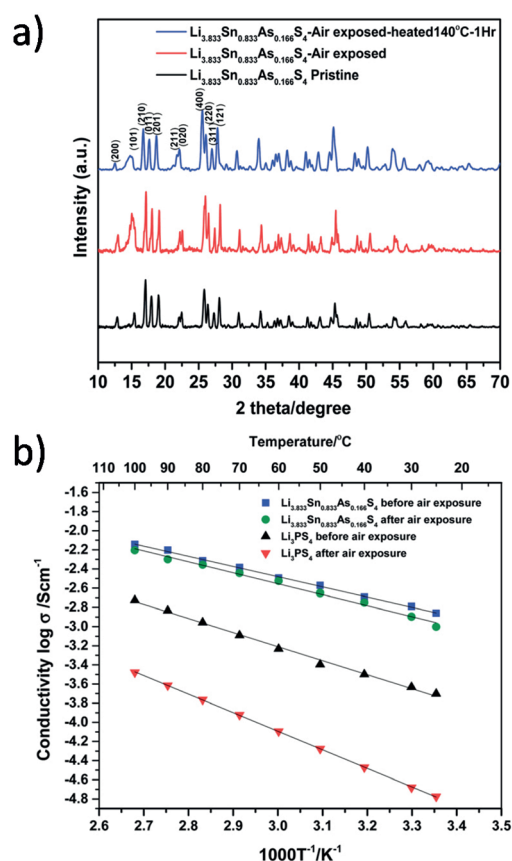 a)
Li3.833Sn0.833As0.166S4-Air exposed-heated140°C-1Hr
Li3.833Sn0.833As0.166S4-Air exposed
Li3.833Sn0.833As0.166S4 Pristine
(200) (101) (210) (011) (201) (211) (020) (400) (220) (311) (121)
Intensity (a.u.)
10 15 20 25 30 35 40 45 50 55 60 65 70
2 theta/degree
b)
Temperature/°C
110 100 90 80 70 60 50 40 30 20
Li3.833Sn0.833As0.166S4 before air exposure
Li3.833Sn0.833As0.166S4 after air exposure
Li3PS4 before air exposure
Li3PS4 after air exposure
Conductivity log σ /Scm-1
-1.6
-1.8
-2.0
-2.2
-2.4
-2.6
-2.8
-3.0
-3.2
-3.4
-3.6
-3.8
-4.0
-4.2
-4.4
-4.6
-4.8
2.6 2.7 2.8 2.9 3.0 3.1 3.2 3.3 3.4 3.5
1000T-1/K-1